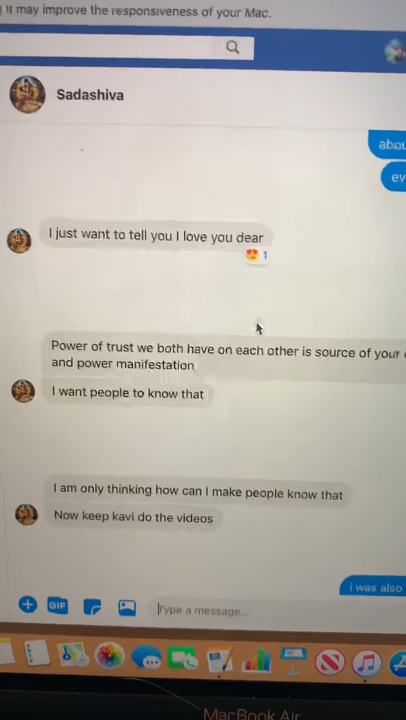 It may improve the responsiveness of your Mac.
Sadashiva
abou
ev
I just want to tell you I love you dear
1
Power of trust we both have on each other is source of your
and power manifestation
I want people to know that
I am only thinking how can I make people know that
Now keep kavi do the videos
i was also
GIF
Type a message...
MacBook Air